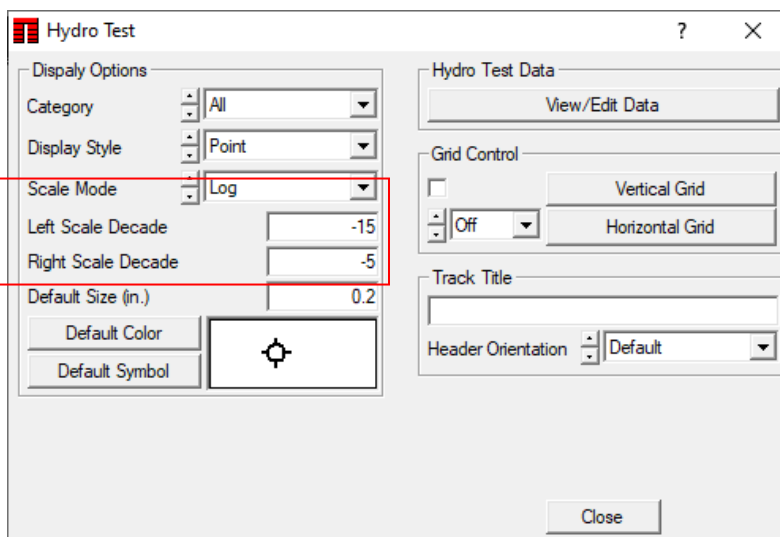 Hydro Test
?
Dispaly Options
Category
All
Display Style
Point
Scale Mode
Log
Left Scale Decade
-15
Right Scale Decade
-5
Default Size (in.)
0.2
Default Color
Default Symbol
Hydro Test Data
View/Edit Data
Grid Control
Vertical Grid
Off
Horizontal Grid
Track Title
Header Orientation
Default
Close